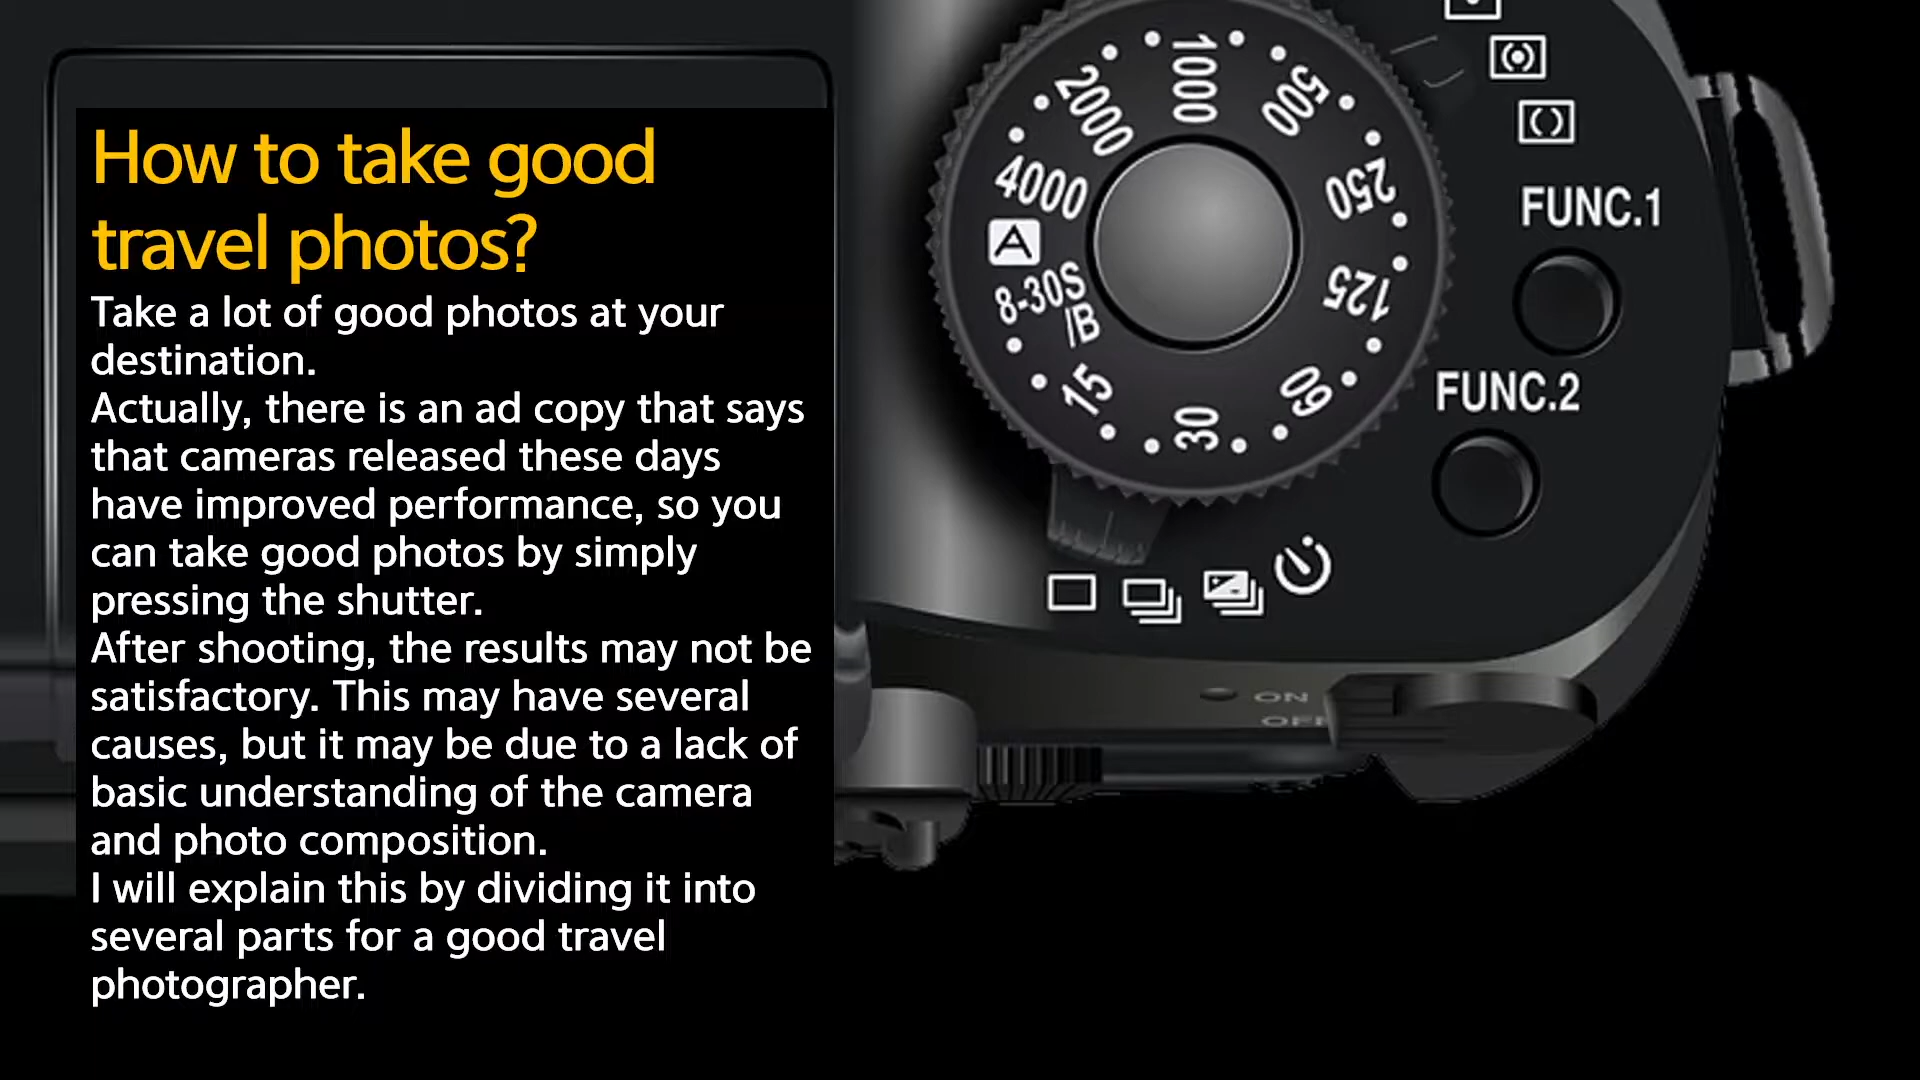 How to take good
travel photos?
Take a lot of good photos at your
destination.
Actually, there is an ad copy that says
that cameras released these days
have improved performance, so you
can take good photos by simply
pressing the shutter.
After shooting, the results may not be
satisfactory. This may have several
causes, but it may be due to a lack of
basic understanding of the camera
and photo composition.
I will explain this by dividing it into
several parts for a good travel
photographer.
1000
500
250
125
60
30
15
8-30S
/B
A
4000
2000
FUNC.1
FUNC.2
ON
OFF